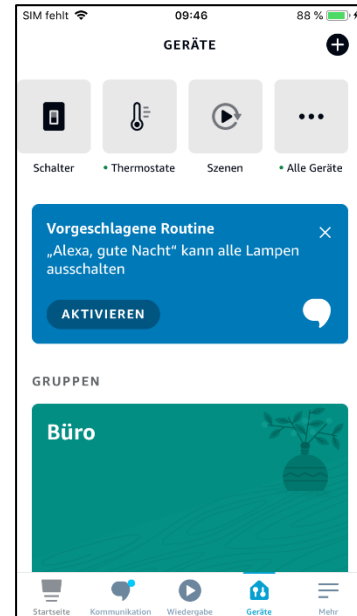 SIM fehlt 09:46 88 %
GERÄTE
Schalter • Thermostate Szenen • Alle Geräte
Vorgeschlagene Routine
„Alexa, gute Nacht“ kann alle Lampen
ausschalten
AKTIVIEREN
GRUPPEN
Büro
Startseite Kommunikation Wiedergabe Geräte Mehr